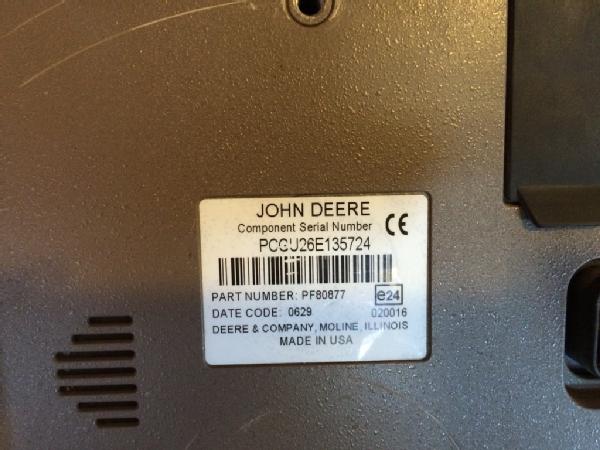 JOHN DEERE
Component Serial Number CE
PCGU26E135724
PART NUMBER: PF80877 e24
DATE CODE: 0629 020016
DEERE & COMPANY, MOLINE, ILLINOIS
MADE IN USA